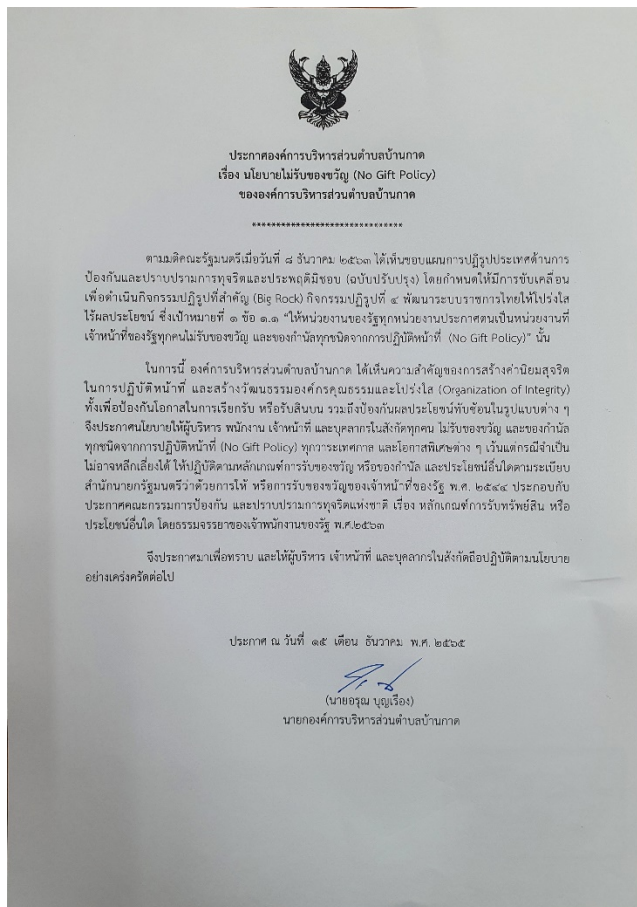 ประกาศองค์การบริหารส่วนตำบลบ้านกาด
เรื่อง นโยบายไม่รับของขวัญ (No Gift Policy)
ขององค์การบริหารส่วนตำบลบ้านกาด
********************************
ตามมติคณะรัฐมนตรีเมื่อวันที่ ๘ ธันวาคม ๒๕๖๓ ได้เห็นชอบแผนการปฏิรูปประเทศด้านการ
ป้องกันและปราบปรามการทุจริตและประพฤติมิชอบ (ฉบับปรับปรุง) โดยกำหนดให้มีการขับเคลื่อน
เพื่อดำเนินกิจกรรมปฏิรูปที่สำคัญ (Big Rock) กิจกรรมปฏิรูปที่ ๔ พัฒนาระบบราชการไทยให้โปร่งใส
ไร้ผลประโยชน์ ซึ่งเป้าหมายที่ ๑ ข้อ ๑.๑ “ให้หน่วยงานของรัฐทุกหน่วยงานประกาศตนเป็นหน่วยงานที่
เจ้าหน้าที่ของรัฐทุกคนไม่รับของขวัญ และของกำนัลทุกชนิดจากการปฏิบัติหน้าที่ (No Gift Policy)” นั้น
ในการนี้ องค์การบริหารส่วนตำบลบ้านกาด ได้เห็นความสำคัญของการสร้างค่านิยมสุจริต
ในการปฏิบัติหน้าที่ และสร้างวัฒนธรรมองค์กรคุณธรรมและโปร่งใส (Organization of Integrity)
ทั้งเพื่อป้องกันโอกาสในการเรียกรับ หรือรับสินบน รวมถึงป้องกันผลประโยชน์ทับซ้อนในรูปแบบต่าง ๆ
จึงประกาศนโยบายให้ผู้บริหาร พนักงาน เจ้าหน้าที่ และบุคลากรในสังกัดทุกคน ไม่รับของขวัญ และของกำนัล
ทุกชนิดจากการปฏิบัติหน้าที่ (No Gift Policy) ทุกวาระเทศกาล และโอกาสพิเศษต่าง ๆ เว้นแต่กรณีจำเป็น
ไม่อาจหลีกเลี่ยงได้ ให้ปฏิบัติตามหลักเกณฑ์การรับของขวัญ หรือของกำนัล และประโยชน์อื่นใดตามระเบียบ
สำนักนายกรัฐมนตรีว่าด้วยการให้ หรือการรับของขวัญของเจ้าหน้าที่ของรัฐ พ.ศ. ๒๕๔๔ ประกอบกับ
ประกาศคณะกรรมการป้องกัน และปราบปรามการทุจริตแห่งชาติ เรื่อง หลักเกณฑ์การรับทรัพย์สิน หรือ
ประโยชน์อื่นใด โดยธรรมจรรยาของเจ้าพนักงานของรัฐ พ.ศ.๒๕๖๓
จึงประกาศมาเพื่อทราบ และให้ผู้บริหาร เจ้าหน้าที่ และบุคลากรในสังกัดถือปฏิบัติตามนโยบาย
อย่างเคร่งครัดต่อไป
ประกาศ ณ วันที่ ๑๕ เดือน ธันวาคม พ.ศ. ๒๕๖๕
(นายอรุณ บุญเรือง)
นายกองค์การบริหารส่วนตำบลบ้านกาด